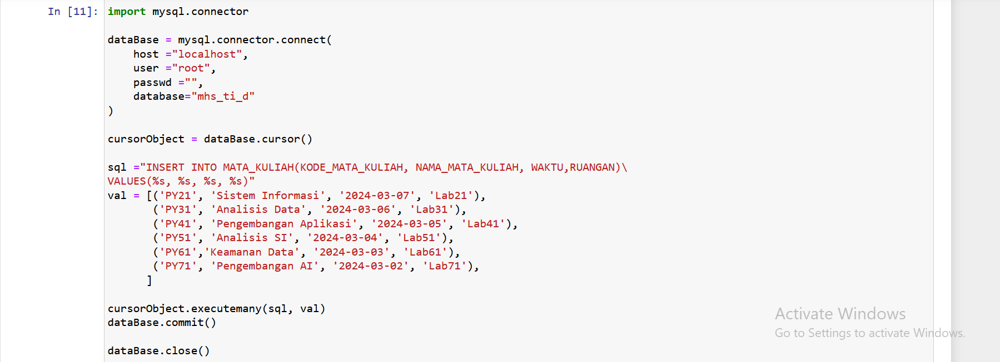 In [11]: import mysql.connector
dataBase = mysql.connector.connect(
    host ="localhost",
    user ="root",
    passwd ="",
    database="mhs_ti_d"
)
cursorObject = dataBase.cursor()
sql ="INSERT INTO MATA_KULIAH(KODE_MATA_KULIAH, NAMA_MATA_KULIAH, WAKTU,RUANGAN)\
VALUES(%s, %s, %s, %s)"
val = [('PY21', 'Sistem Informasi', '2024-03-07', 'Lab21'),
       ('PY31', 'Analisis Data', '2024-03-06', 'Lab31'),
       ('PY41', 'Pengembangan Aplikasi', '2024-03-05', 'Lab41'),
       ('PY51', 'Analisis SI', '2024-03-04', 'Lab51'),
       ('PY61','Keamanan Data', '2024-03-03', 'Lab61'),
       ('PY71', 'Pengembangan AI', '2024-03-02', 'Lab71'),
      ]
cursorObject.executemany(sql, val)
dataBase.commit()
dataBase.close()
Activate Windows
Go to Settings to activate Windows.